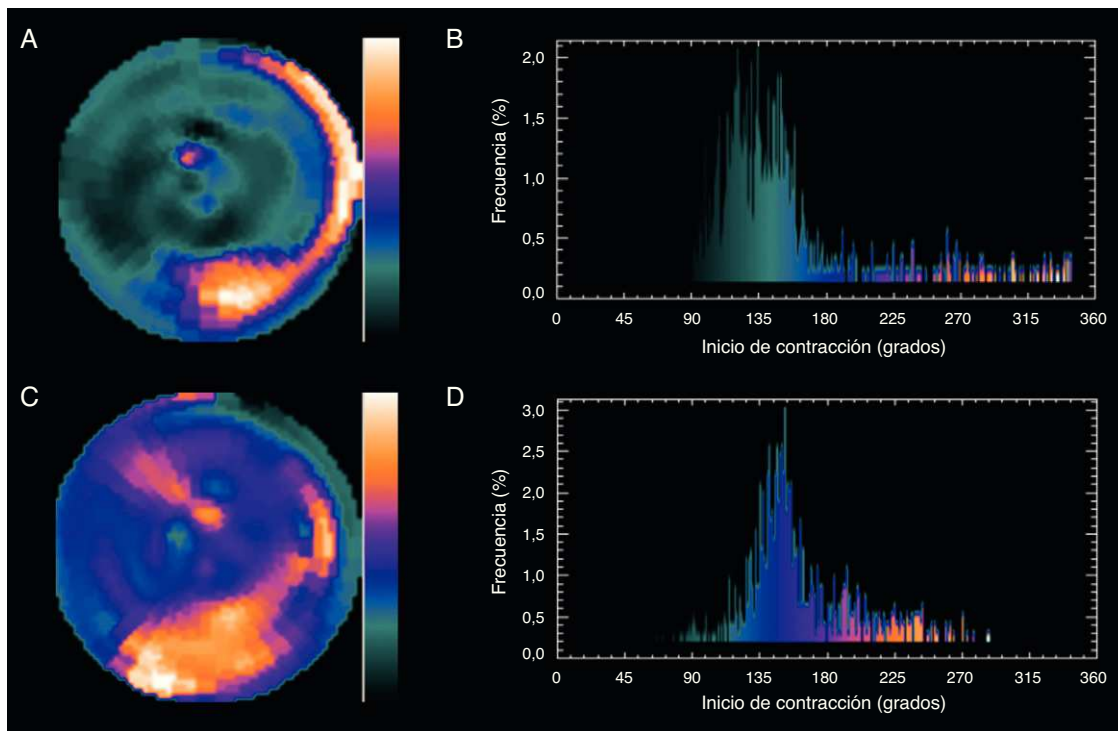 A
B
Frecuencia (%)
2,0
1,5
1,0
0,5
0,0
0 45 90 135 180 225 270 315 360
Inicio de contracción (grados)
C
D
Frecuencia (%)
3,0
2,5
2,0
1,5
1,0
0,5
0,0
0 45 90 135 180 225 270 315 360
Inicio de contracción (grados)